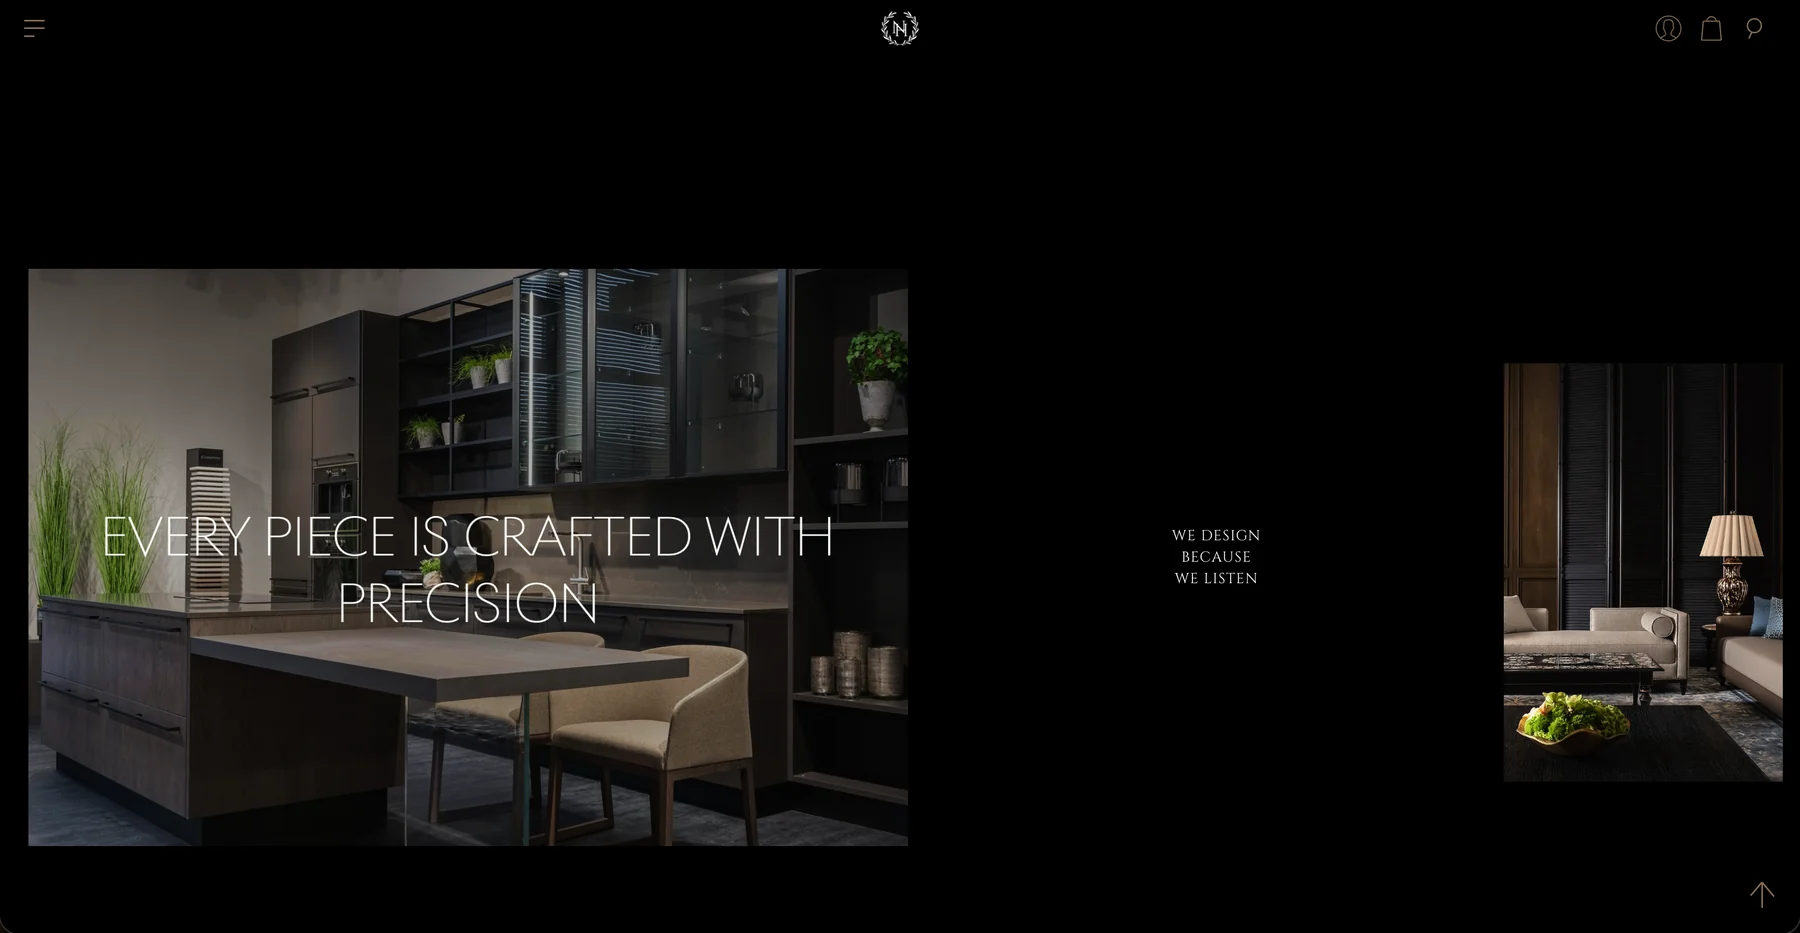 EVERY PIECE IS CRAFTED WITH
PRECISION
WE DESIGN
BECAUSE
WE LISTEN